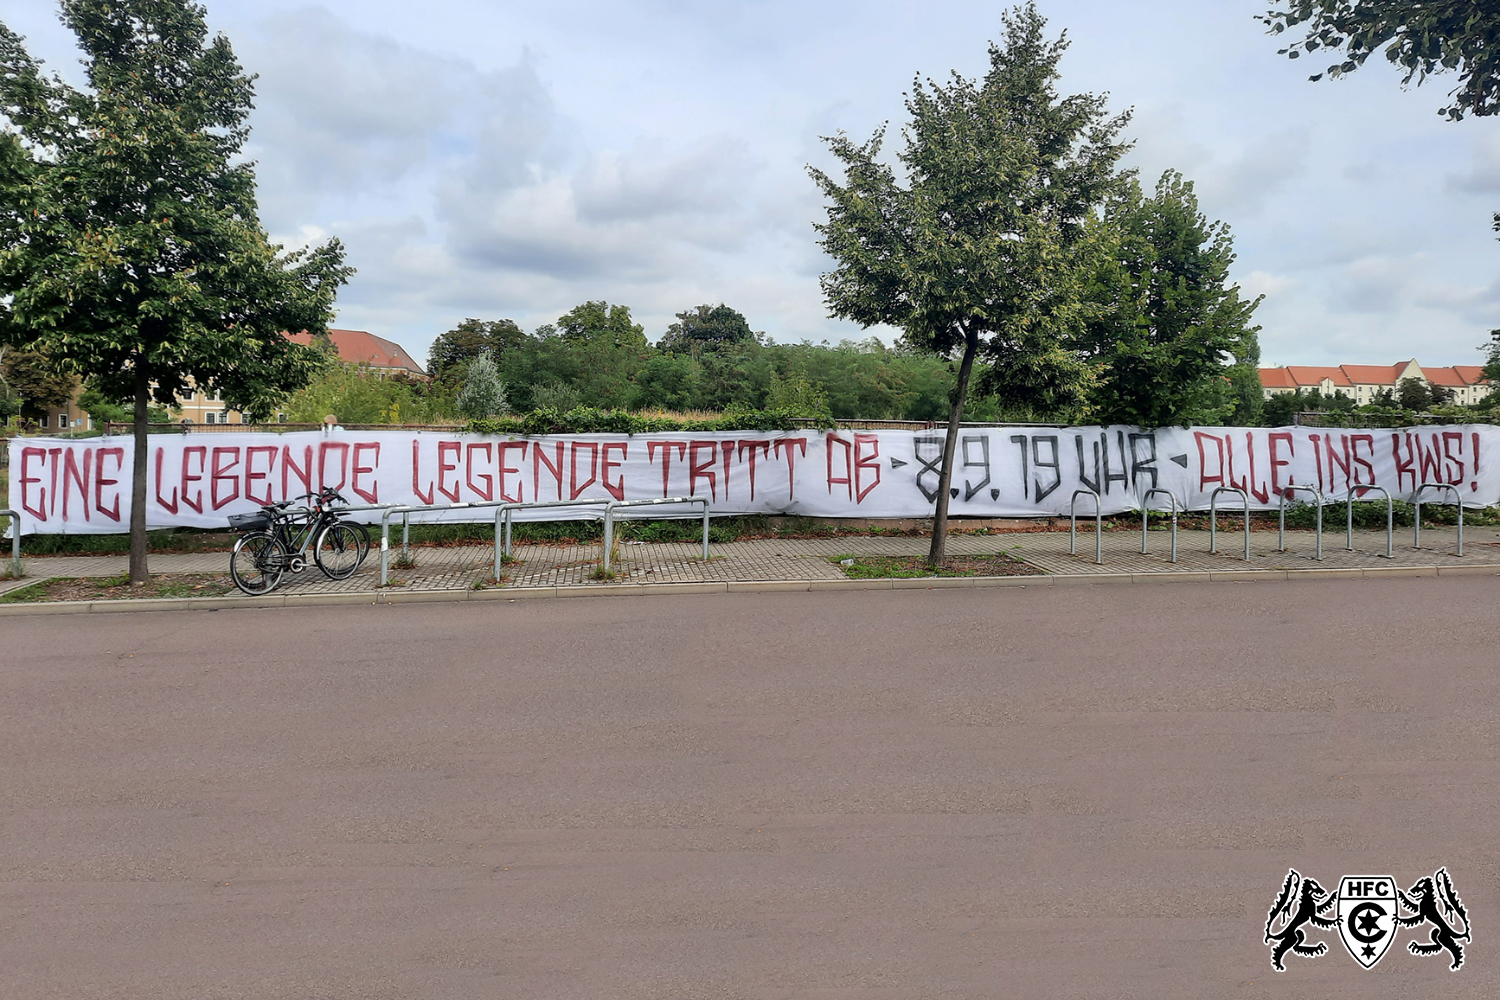 EINE LEBENDE LEGENDE TRITT AB - 8.9. 19 UHR - ALLE INS KWS!
HFC